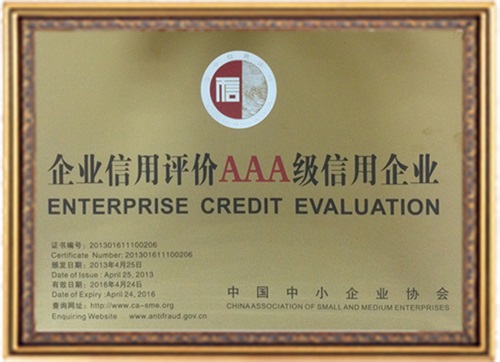 信
企业信用评价AAA级信用企业
ENTERPRISE CREDIT EVALUATION
证书编号：201301611100206
Certificate Number: 201301611100206
颁发日期：2013年4月25日
Date of Issue : April 25, 2013
有效日期：2016年4月24日
Date of Expiry :April 24, 2016
查询网址：http://www.ca-sme.org
Enquiring Website www.antifraud.gov.cn
中国中小企业协会
CHINA ASSOCIATION OF SMALL AND MEDIUM ENTERPRISES